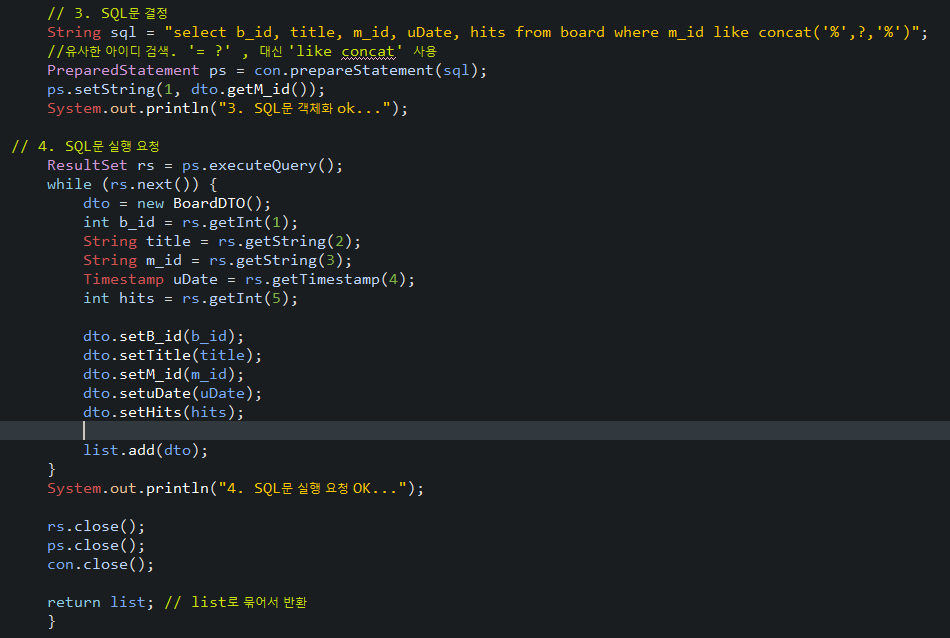 // 3. SQL문 결정
String sql = "select b_id, title, m_id, uDate, hits from board where m_id like concat('%',?,'%')";
//유사한 아이디 검색. '= ?' , 대신 'like concat' 사용
PreparedStatement ps = con.prepareStatement(sql);
ps.setString(1, dto.getM_id());
System.out.println("3. SQL문 객체화 ok...");
// 4. SQL문 실행 요청
ResultSet rs = ps.executeQuery();
while (rs.next()) {
dto = new BoardDTO();
int b_id = rs.getInt(1);
String title = rs.getString(2);
String m_id = rs.getString(3);
Timestamp uDate = rs.getTimestamp(4);
int hits = rs.getInt(5);
dto.setB_id(b_id);
dto.setTitle(title);
dto.setM_id(m_id);
dto.setuDate(uDate);
dto.setHits(hits);
list.add(dto);
}
System.out.println("4. SQL문 실행 요청 OK...");
rs.close();
ps.close();
con.close();
return list; // list로 묶어서 반환
}